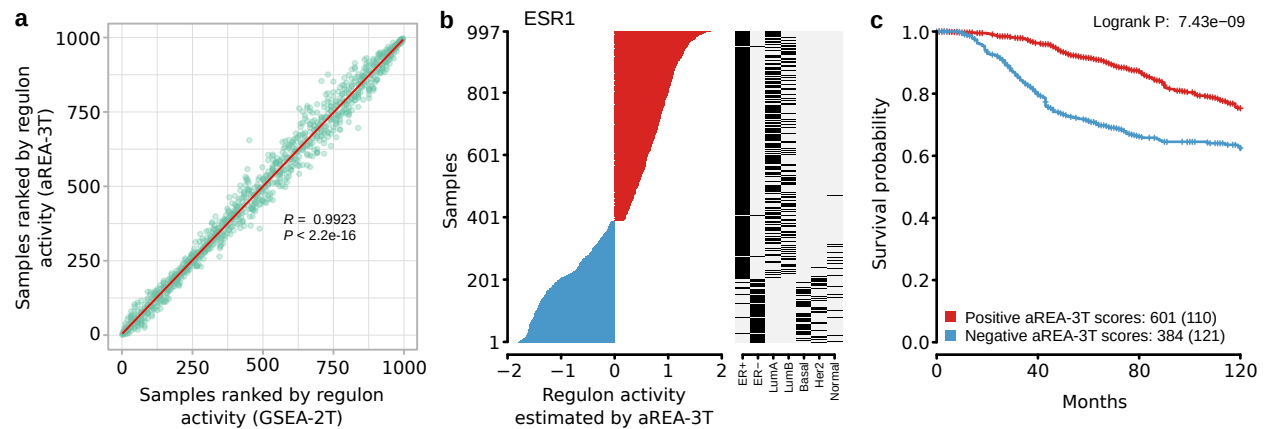 a
Samples ranked by regulon
activity (aREA-3T)
1000
750
500
250
0
R = 0.9923
P < 2.2e-16
0
250
500
750
1000
Samples ranked by regulon
activity (GSEA-2T)
b
ESR1
Samples
997
801
601
401
201
1
−2
−1
0
1
2
Regulon activity
estimated by aREA-3T
ER+
ER−
LumA
LumB
Basal
Her2
Normal
c
Logrank P: 7.43e−09
Survival probability
1.0
0.8
0.6
0.4
0.2
0.0
Positive aREA-3T scores: 601 (110)
Negative aREA-3T scores: 384 (121)
0
40
80
120
Months